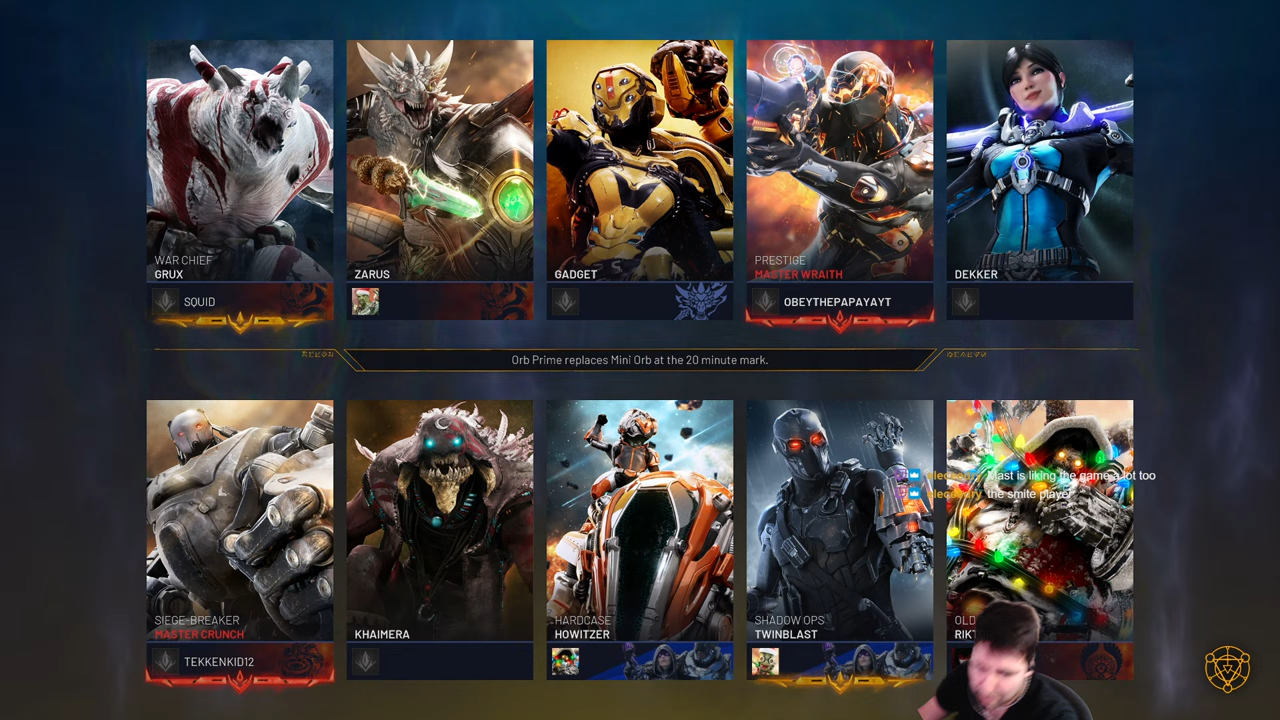 WAR CHIEF
GRUX
SQUID
ZARUS
GADGET
PRESTIGE
MASTER WRAITH
OBEYTHEPAPAYAYT
DEKKER
Orb Prime replaces Mini Orb at the 20 minute mark.
SIEGE-BREAKER
MASTER CRUNCH
TEKKENKID12
KHAIMERA
HARDCASE
HOWITZER
SHADOW OPS
TWINBLAST
Mast is liking the game a lot too
the smite player
OLD
RIKT